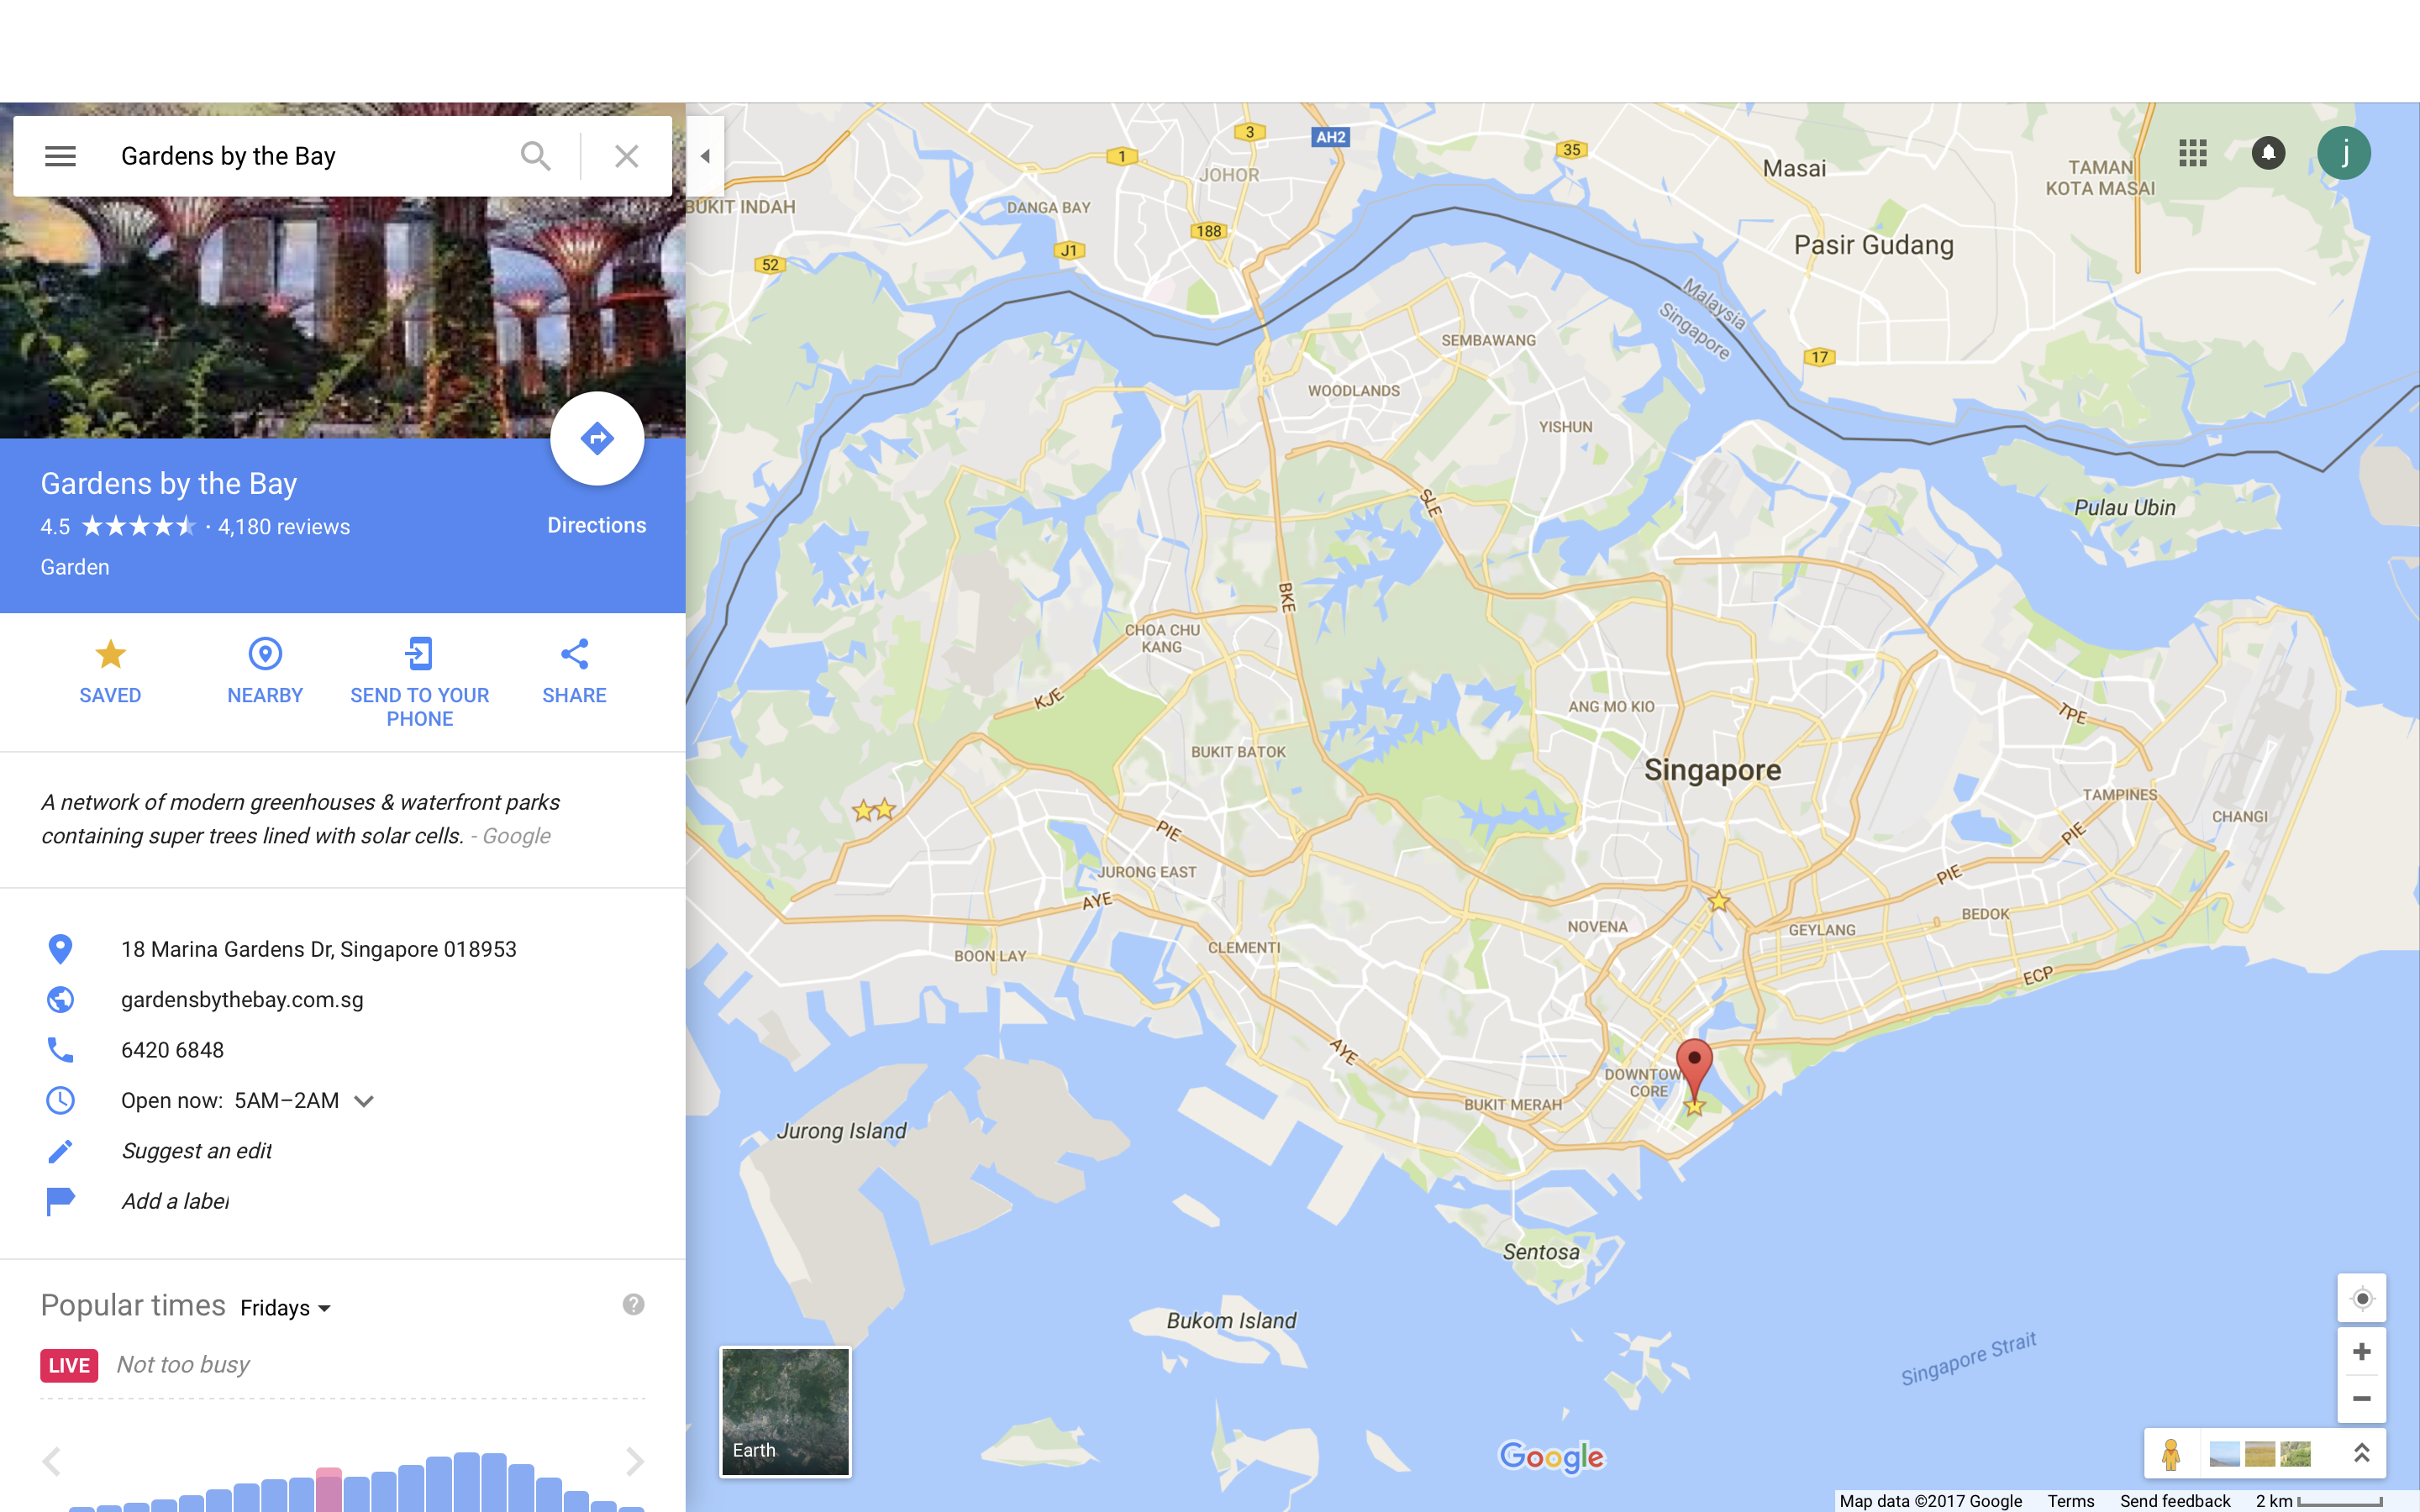 Gardens by the Bay
Gardens by the Bay
4.5 · 4,180 reviews
Directions
Garden
SAVED
NEARBY
SEND TO YOUR
PHONE
SHARE
A network of modern greenhouses & waterfront parks
containing super trees lined with solar cells. - Google
18 Marina Gardens Dr, Singapore 018953
gardensbythebay.com.sg
6420 6848
Open now: 5AM–2AM
Suggest an edit
Add a label
Popular times Fridays
?
LIVE Not too busy
3
AH2
1
35
JOHOR
Masai
TAMAN
KOTA MASAI
j
BUKIT INDAH
DANGA BAY
188
J1
52
Pasir Gudang
Malaysia
Singapore
SEMBAWANG
17
WOODLANDS
YISHUN
SLE
Pulau Ubin
BKE
CHOA CHU
KANG
KJE
ANG MO KIO
TPE
BUKIT BATOK
Singapore
TAMPINES
CHANGI
PIE
PIE
JURONG EAST
PIE
AYE
BEDOK
NOVENA
GEYLANG
CLEMENTI
BOON LAY
ECP
AYE
DOWNTOW
CORE
BUKIT MERAH
Jurong Island
Sentosa
Bukom Island
Singapore Strait
Earth
Google
Map data ©2017 Google Terms Send feedback 2 km